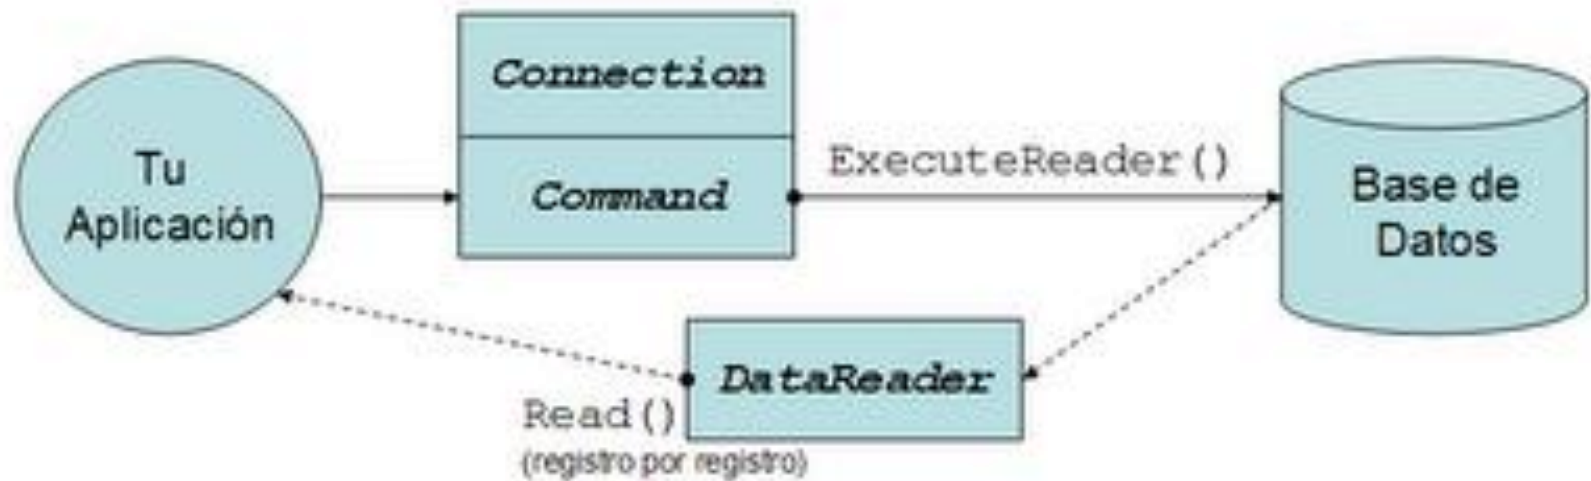 Connection
Tu
Aplicación
Command
ExecuteReader()
Base de
Datos
DataReader
Read()
(registro por registro)